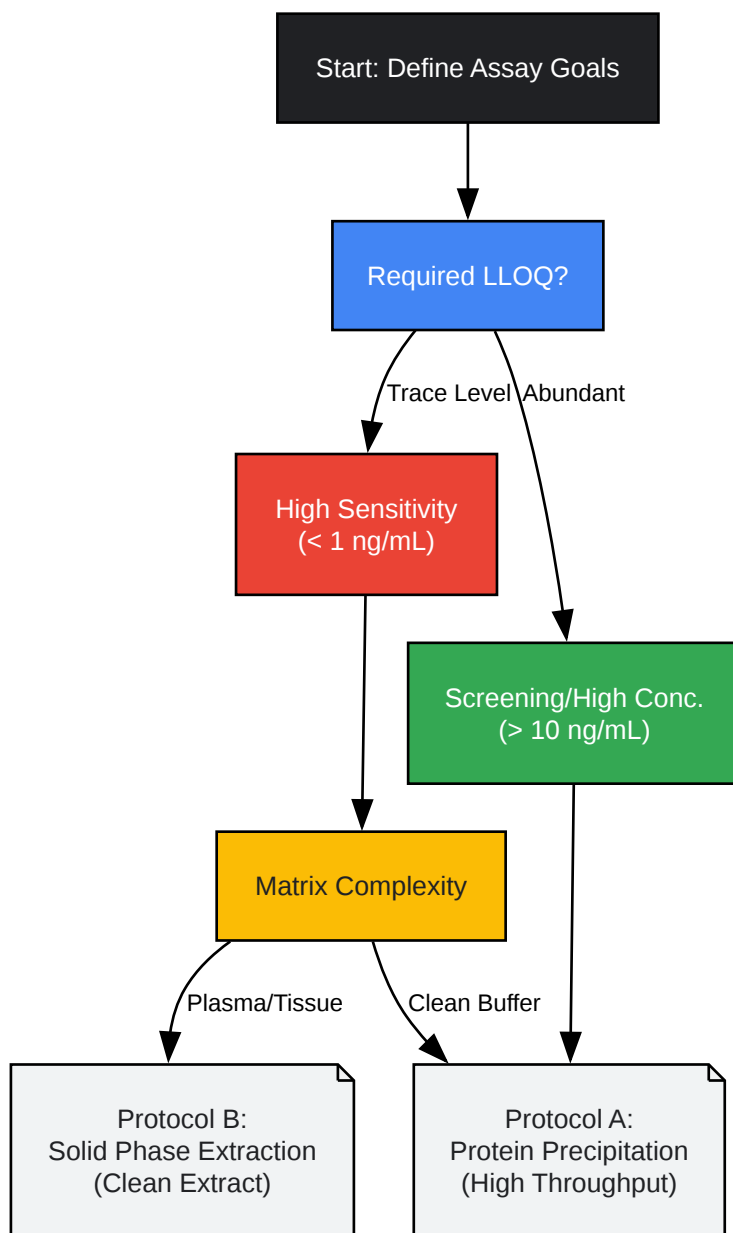 Start: Define Assay Goals
Required LLOQ?
Trace Level
Abundant
High Sensitivity
(< 1 ng/mL)
Screening/High Conc.
(> 10 ng/mL)
Matrix Complexity
Plasma/Tissue
Clean Buffer
Protocol B:
Solid Phase Extraction
(Clean Extract)
Protocol A:
Protein Precipitation
(High Throughput)